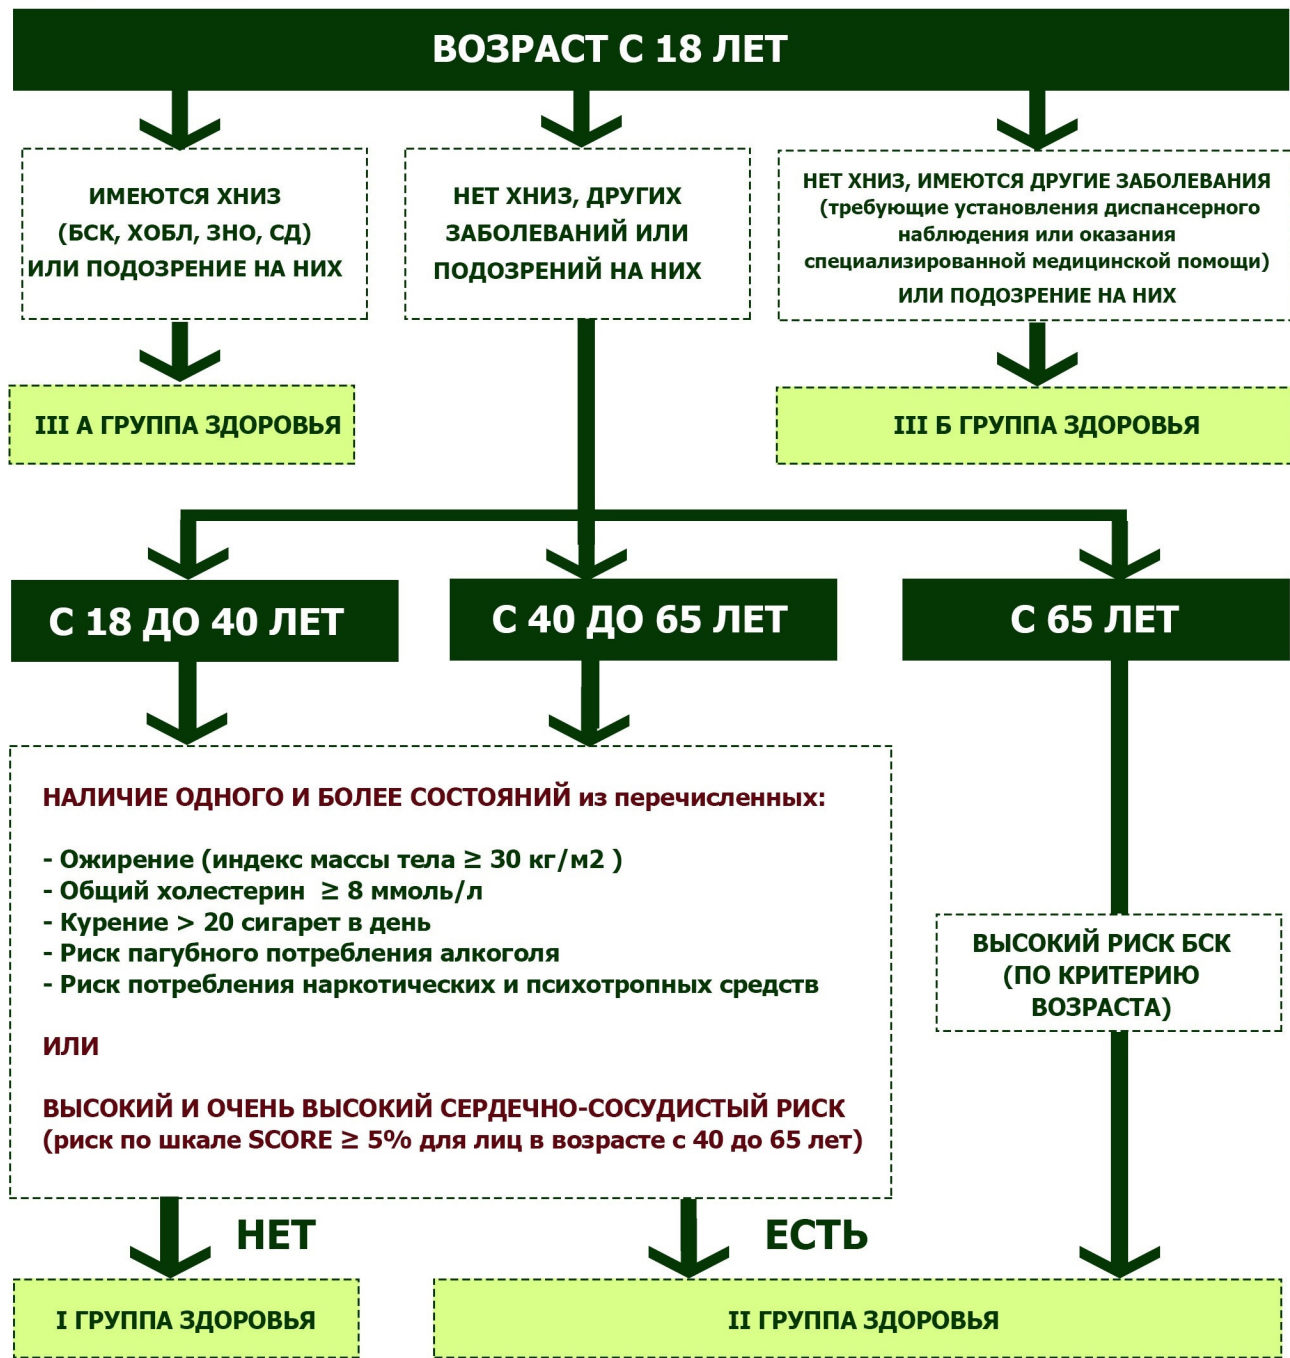 ВОЗРАСТ С 18 ЛЕТ
ИМЕЮТСЯ ХНИЗ
(БСК, ХОБЛ, ЗНО, СД)
ИЛИ ПОДОЗРЕНИЕ НА НИХ
НЕТ ХНИЗ, ДРУГИХ
ЗАБОЛЕВАНИЙ ИЛИ
ПОДОЗРЕНИЙ НА НИХ
НЕТ ХНИЗ, ИМЕЮТСЯ ДРУГИЕ ЗАБОЛЕВАНИЯ
(требующие установления диспансерного
наблюдения или оказания
специализированной медицинской помощи)
ИЛИ ПОДОЗРЕНИЕ НА НИХ
III А ГРУППА ЗДОРОВЬЯ
III Б ГРУППА ЗДОРОВЬЯ
С 18 ДО 40 ЛЕТ
С 40 ДО 65 ЛЕТ
С 65 ЛЕТ
НАЛИЧИЕ ОДНОГО И БОЛЕЕ СОСТОЯНИЙ из перечисленных:
- Ожирение (индекс массы тела ≥ 30 кг/м2 )
- Общий холестерин ≥ 8 ммоль/л
- Курение > 20 сигарет в день
- Риск пагубного потребления алкоголя
- Риск потребления наркотических и психотропных средств
ИЛИ
ВЫСОКИЙ И ОЧЕНЬ ВЫСОКИЙ СЕРДЕЧНО-СОСУДИСТЫЙ РИСК
(риск по шкале SCORE ≥ 5% для лиц в возрасте с 40 до 65 лет)
ВЫСОКИЙ РИСК БСК
(ПО КРИТЕРИЮ
ВОЗРАСТА)
НЕТ
ЕСТЬ
I ГРУППА ЗДОРОВЬЯ
II ГРУППА ЗДОРОВЬЯ